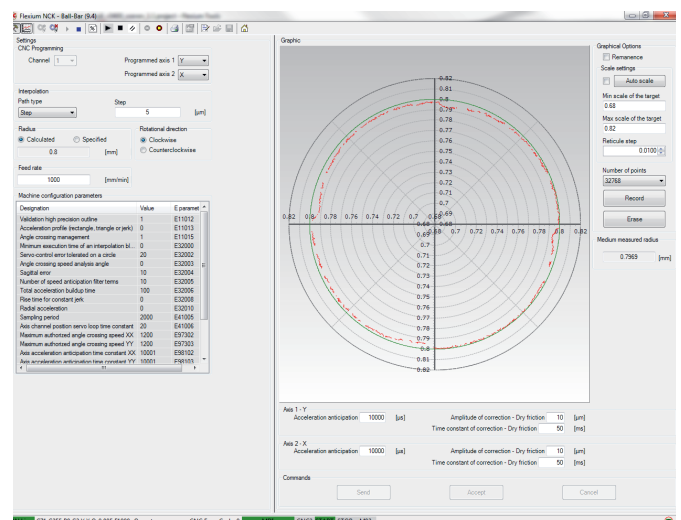 Flexium NCK - Ball-Bar (9.4)
Settings
CNC Programming
Channel 1
Programmed axis 1 Y
Programmed axis 2 X
Interpolation
Path type
Step
Step
5 [µm]
Radius
Calculated Specified
0.8 [mm]
Rotational direction
Clockwise
Counterclockwise
Feed rate
1000 [mm/min]
Machine configuration parameters
Designation Value E paramet
Validation high precision outline 1 E11012
Acceleration profile (rectangle, triangle or jerk) 0 E11013
Angle crossing management 1 E11015
Minimum execution time of an interpolation bl... 0 E32000
Servo-control error tolerated on a circle 20 E32002
Angle crossing speed analysis angle 0 E32003
Sagittal error 10 E32004
Number of speed anticipation filter terms 10 E32005
Total acceleration buildup time 100 E32006
Rise time for constant jerk 0 E32008
Radial acceleration 0 E32010
Sampling period 2000 E41005
Axis channel position servo loop time constant 20 E41006
Maximum authorized angle crossing speed XX 1200 E97302
Maximum authorized angle crossing speed YY 1200 E97303
Axis acceleration anticipation time constant XX 10001 E98102
Axis acceleration anticipation time constant YY 10001 E98103
Graphic
0.82
0.81
0.8
0.79
0.78
0.77
0.76
0.75
0.74
0.73
0.72
0.71
0.7
0.69
0.82 0.8 0.78 0.76 0.74 0.72 0.7 0.68 0.68 0.7 0.72 0.74 0.76 0.78 0.8 0.82
0.7
0.71
0.72
0.73
0.74
0.75
0.76
0.77
0.78
0.79
0.8
0.81
0.82
Axis 1 - Y
Acceleration anticipation 10000 [µs] Amplitude of correction - Dry friction 10 [µm]
Time constant of correction - Dry friction 50 [ms]
Axis 2 - X
Acceleration anticipation 10000 [µs] Amplitude of correction - Dry friction 10 [µm]
Time constant of correction - Dry friction 50 [ms]
Commands
Send Accept Cancel
Graphical Options
Remanence
Scale settings
Auto scale
Min scale of the target
0.68
Max scale of the target
0.82
Reticule step
0.0100
Number of points
32768
Record
Erase
Medium measured radius
0.7969 [mm]